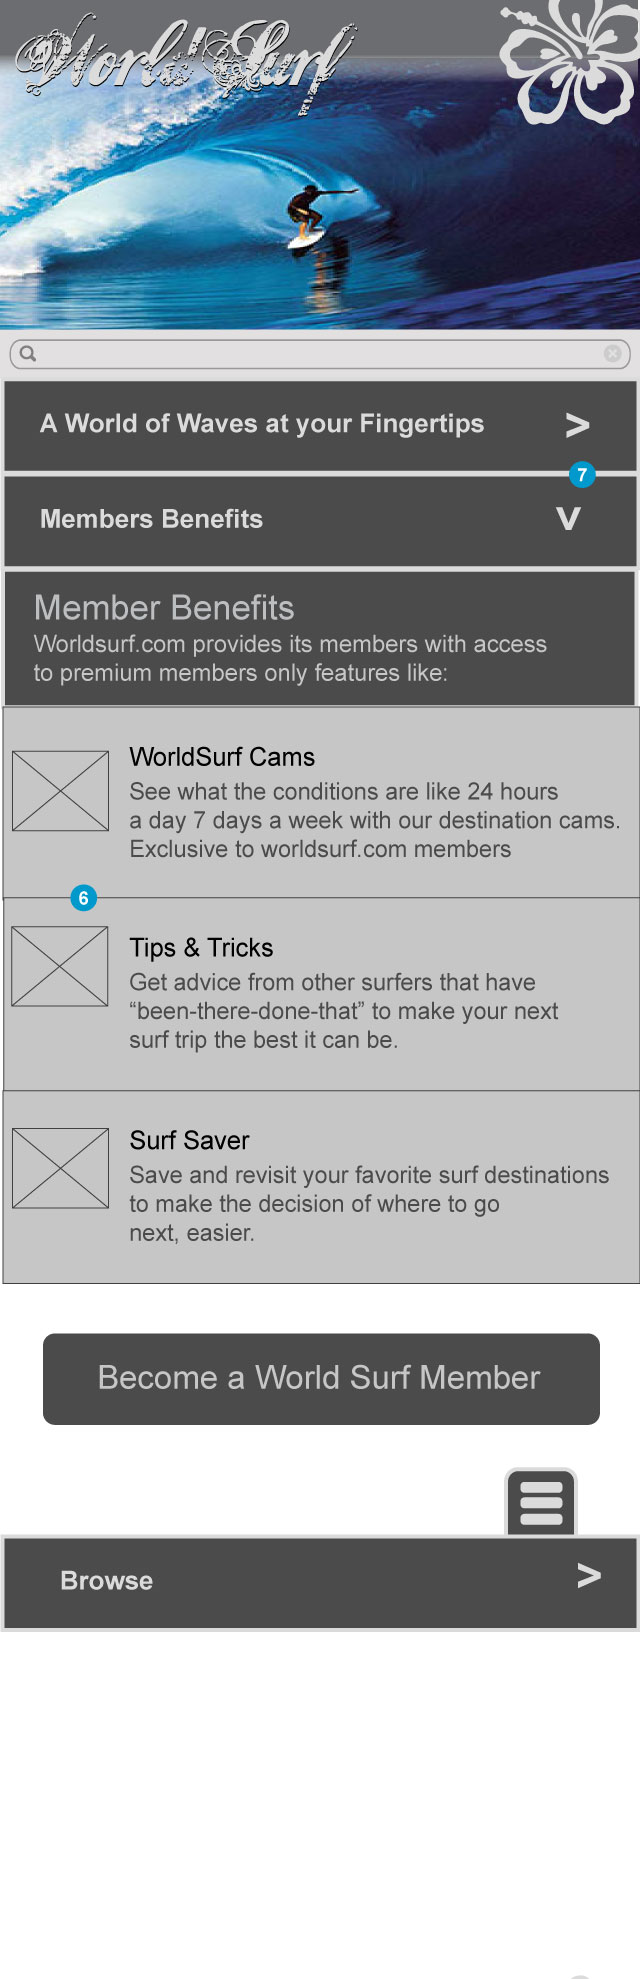 World Surf
A World of Waves at your Fingertips >
7
Members Benefits
Member Benefits
Worldsurf.com provides its members with access
to premium members only features like:
WorldSurf Cams
See what the conditions are like 24 hours
a day 7 days a week with our destination cams.
Exclusive to worldsurf.com members
6
Tips & Tricks
Get advice from other surfers that have
“been-there-done-that” to make your next
surf trip the best it can be.
Surf Saver
Save and revisit your favorite surf destinations
to make the decision of where to go
next, easier.
Become a World Surf Member
Browse >